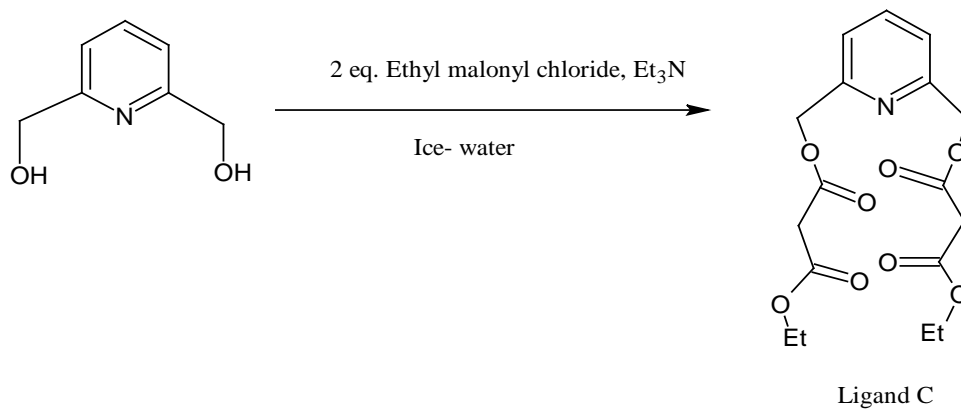 2 eq. Ethyl malonyl chloride, Et3N
Ice- water
N
OH
OH
N
O
O
O
O
O
O
O
O
Et
Et
Ligand C